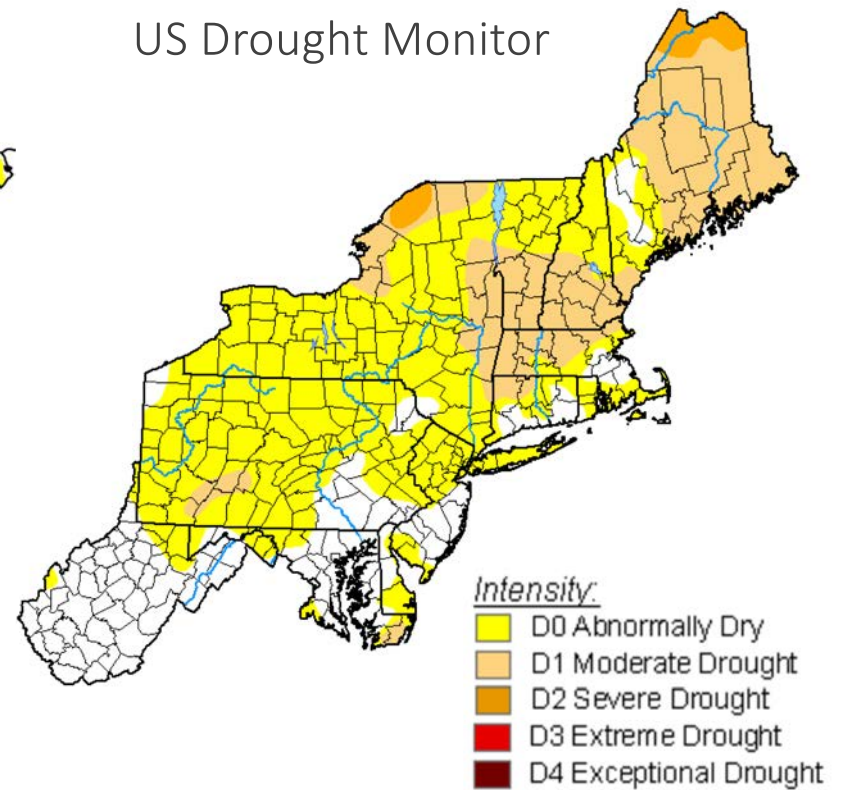 US Drought Monitor
Intensity:
D0 Abnormally Dry
D1 Moderate Drought
D2 Severe Drought
D3 Extreme Drought
D4 Exceptional Drought